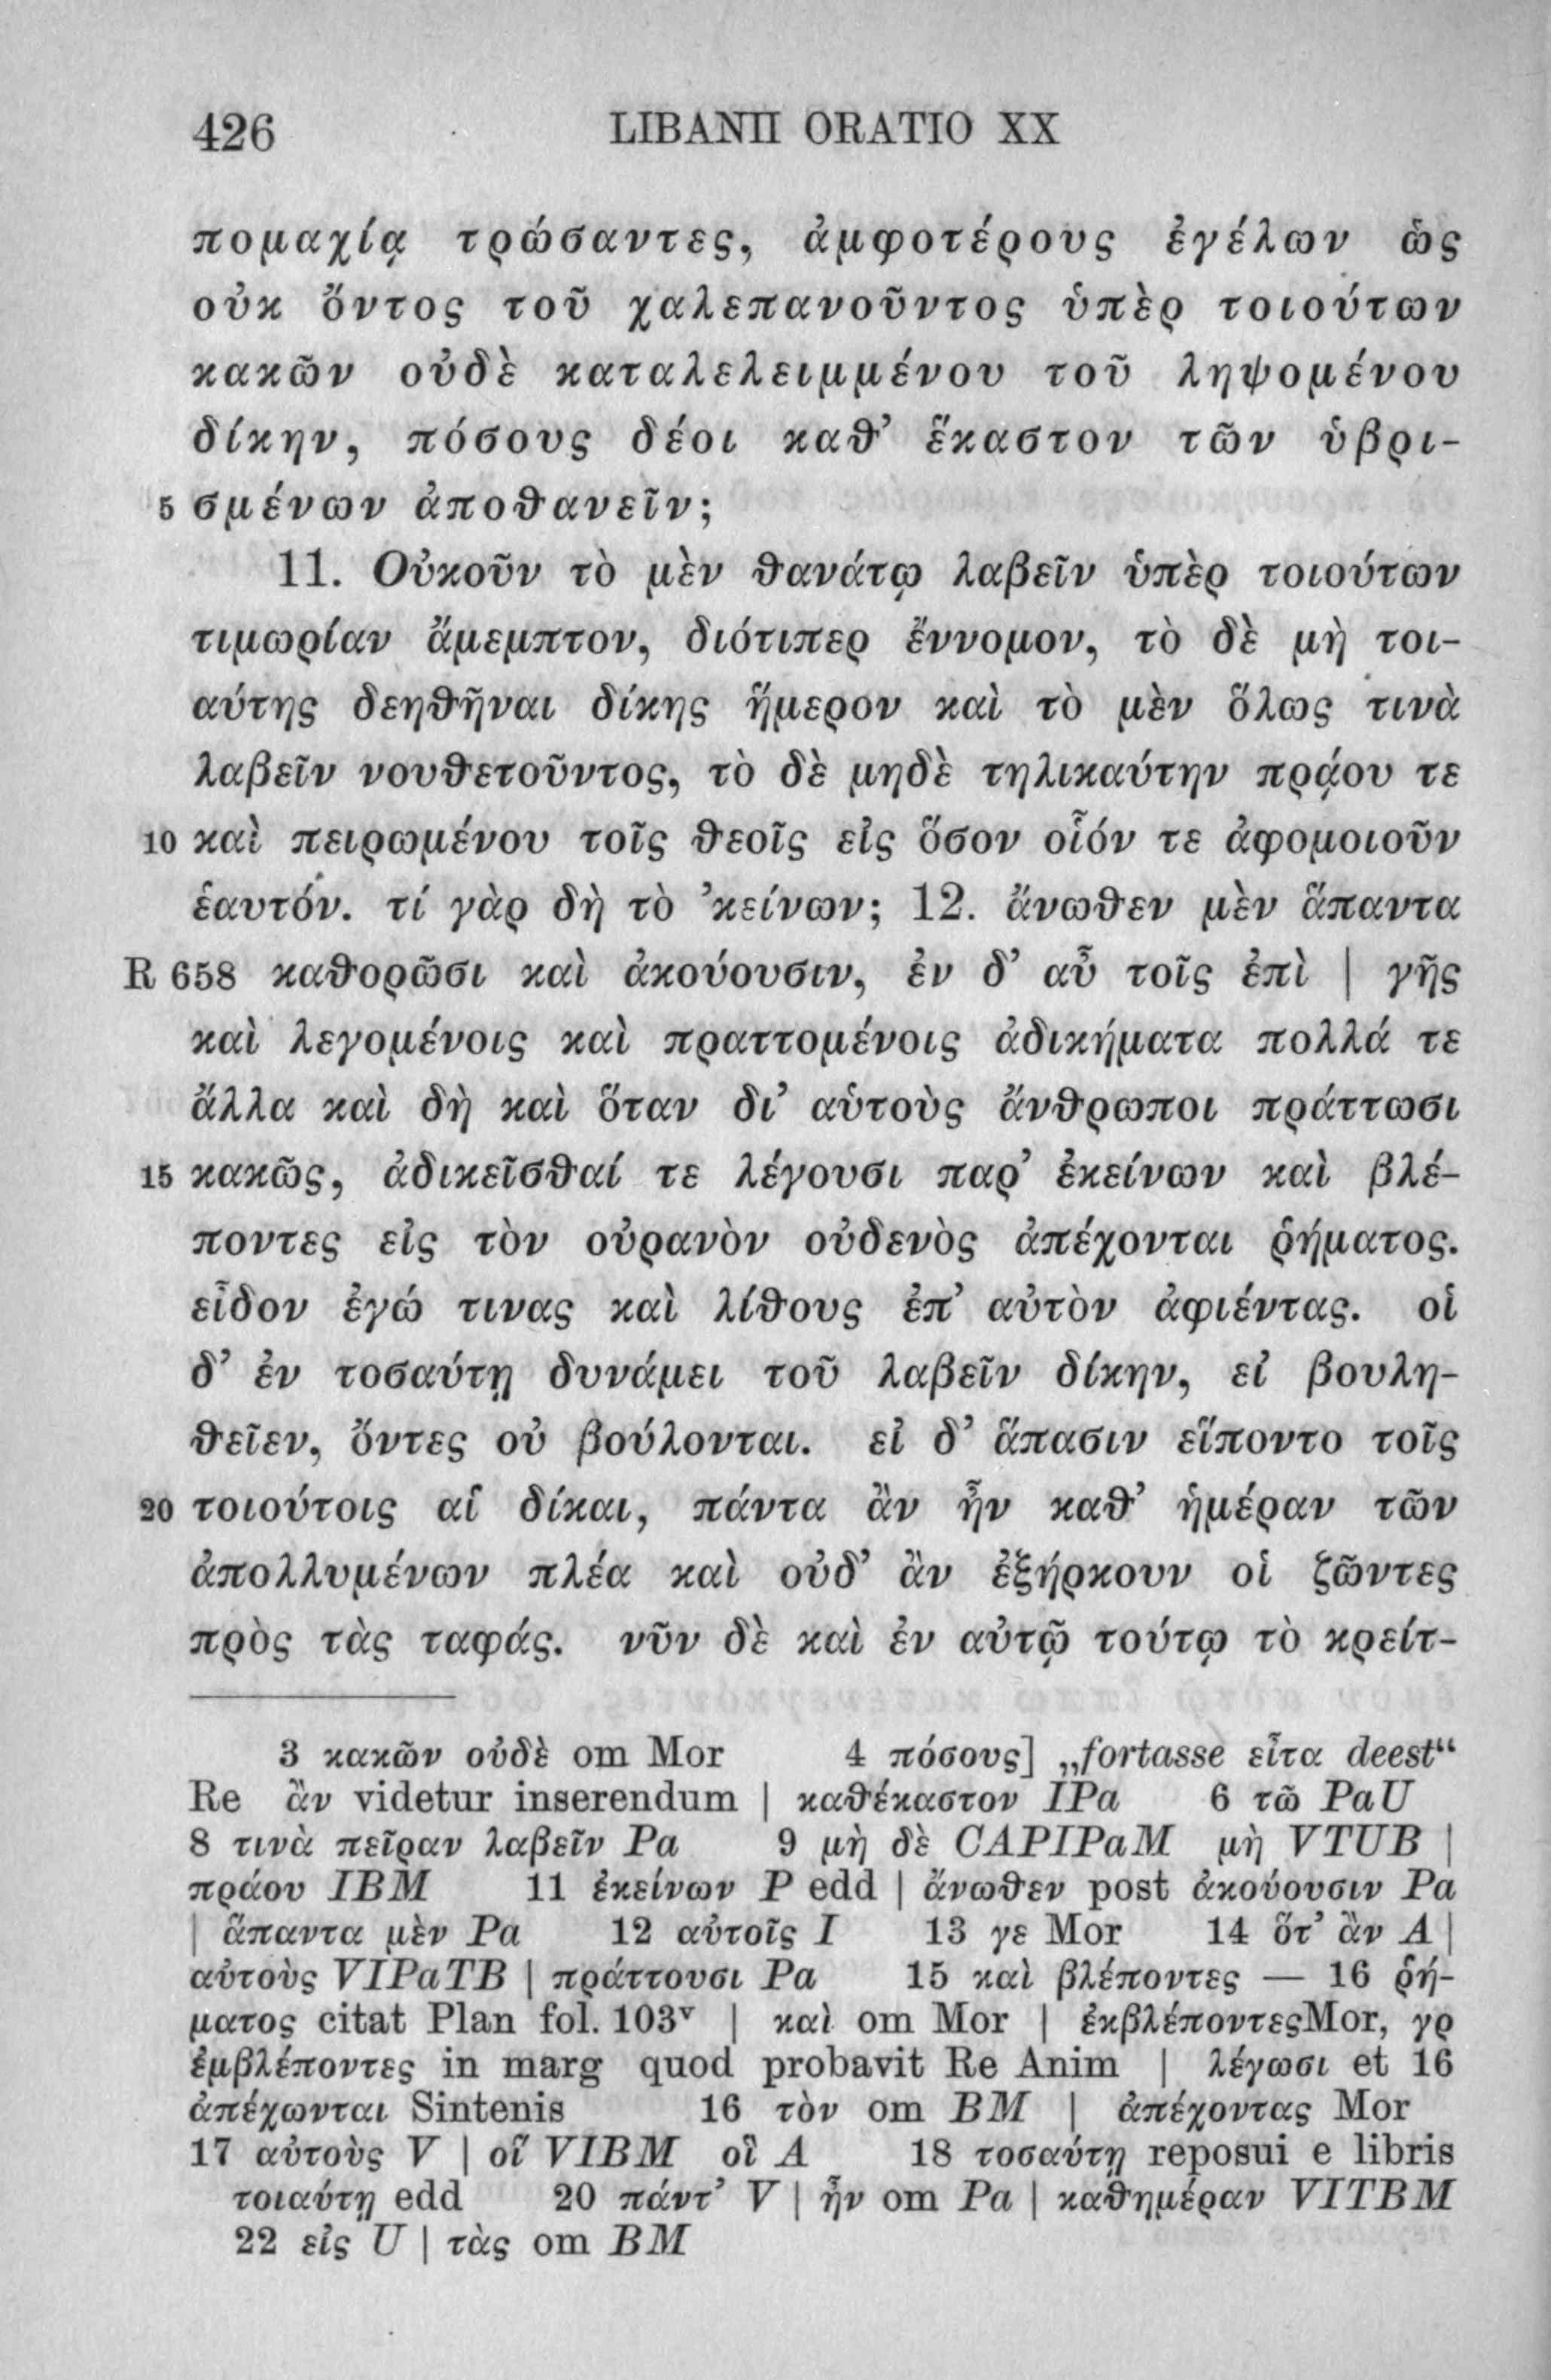 426 LIBANII ORATIO XX
πομαχίᾳ τρώσαντες, ἀμφοτέρους ἐγέλων ὡς
οὐκ ὄντος τοῦ χαλεπανοῦντος ὑπὲρ τοιούτων
κακῶν οὐδὲ καταλελειμμένου τοῦ ληψομένου
δίκην, πόσους δέοι καθ’ ἕκαστον τῶν ὑβρι-
5 σμένων ἀποθανεῖν;
11. Οὐκοῦν τὸ μὲν θανάτῳ λαβεῖν ὑπὲρ τοιούτων
τιμωρίαν ἄμεμπτον, διότιπερ ἔννομον, τὸ δὲ μὴ τοι-
αύτης δεηθῆναι δίκης ἥμερον καὶ τὸ μὲν ὅλως τινὰ
λαβεῖν νουθετοῦντος, τὸ δὲ μηδὲ τηλικαύτην πρᾴου τε
10 καὶ πειρωμένου τοῖς θεοῖς εἰς ὅσον οἷόν τε ἀφομοιοῦν
ἑαυτόν. τί γὰρ δὴ τὸ ’κείνων; 12. ἄνωθεν μὲν ἅπαντα
R 658 καθορῶσι καὶ ἀκούουσιν, ἐν δ’ αὖ τοῖς ἐπὶ | γῆς
καὶ λεγομένοις καὶ πραττομένοις ἀδικήματα πολλά τε
ἄλλα καὶ δὴ καὶ ὅταν δι’ αὑτοὺς ἄνθρωποι πράττωσι
15 κακῶς, ἀδικεῖσθαί τε λέγουσι παρ’ ἐκείνων καὶ βλέ-
ποντες εἰς τὸν οὐρανὸν οὐδενὸς ἀπέχονται ῥήματος.
εἶδον ἐγώ τινας καὶ λίθους ἐπ’ αὐτὸν ἀφιέντας. οἱ
δ’ ἐν τοσαύτῃ δυνάμει τοῦ λαβεῖν δίκην, εἰ βουλη-
θεῖεν, ὄντες οὐ βούλονται. εἰ δ’ ἅπασιν εἵποντο τοῖς
20 τοιούτοις αἱ δίκαι, πάντα ἂν ἦν καθ’ ἡμέραν τῶν
ἀπολλυμένων πλέα καὶ οὐδ’ ἂν ἐξήρκουν οἱ ζῶντες
πρὸς τὰς ταφάς. νῦν δὲ καὶ ἐν αὐτῷ τούτῳ τὸ κρείτ-
3 κακῶν οὐδὲ om Mor 4 πόσους] „fortasse εἶτα deest“
Re ἂν videtur inserendum | καθέκαστον IPa 6 τῶ PaU
8 τινὰ πεῖραν λαβεῖν Pa 9 μὴ δὲ CAPIPaM μὴ VTUB |
πράου IBM 11 ἐκείνων P edd | ἄνωθεν post ἀκούουσιν Pa
| ἅπαντα μὲν Pa 12 αὐτοῖς I 13 γε Mor 14 ὅτ’ ἂν A |
αὐτοὺς VIPaTB | πράττουσι Pa 15 καὶ βλέποντες — 16 ῥή-
ματος citat Plan fol. 103v | καὶ om Mor | ἐκβλέποντεςMor, γρ
ἐμβλέποντες in marg quod probavit Re Anim | λέγωσι et 16
ἀπέχωνται Sintenis 16 τὸν om BM | ἀπέχοντας Mor
17 αὐτοὺς V | οἵ VIBM οἳ A 18 τοσαύτῃ reposui e libris
τοιαύτῃ edd 20 πάντ’ V | ἦν om Pa | καθημέραν VITBM
22 εἰς U | τὰς om BM